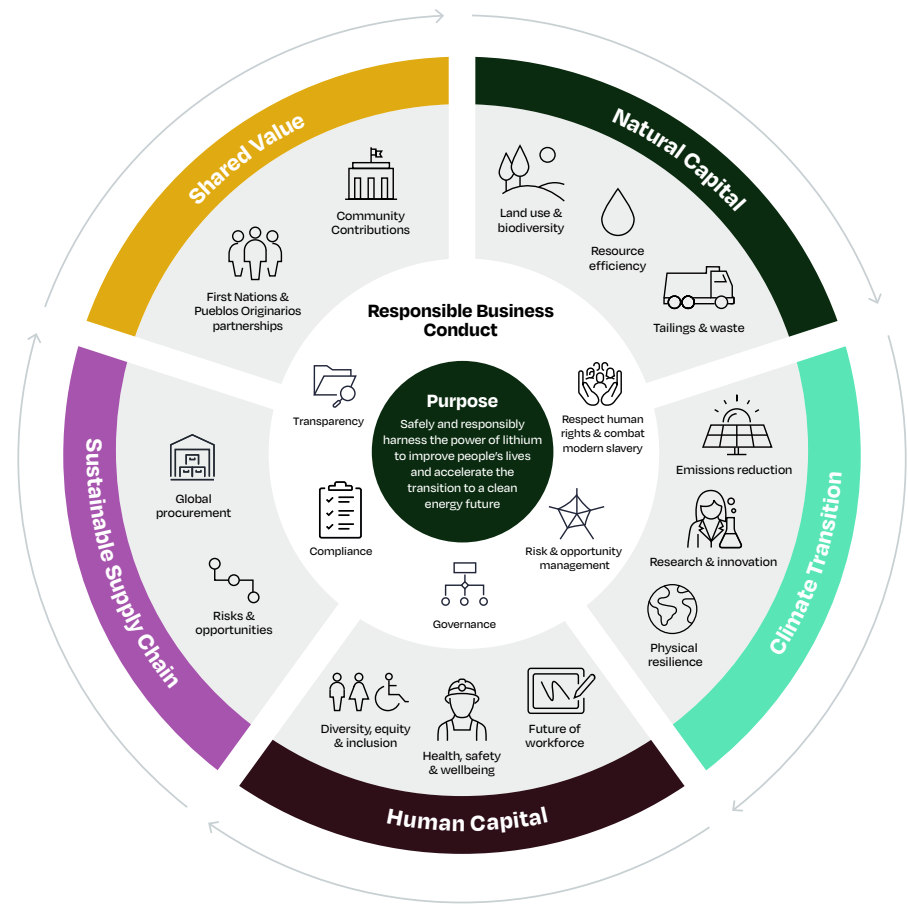 Shared Value
Community
Contributions
First Nations &
Pueblos Originarios
partnerships
Natural Capital
Land use &
biodiversity
Resource
efficiency
Tailings & waste
Climate Transition
Emissions reduction
Research & innovation
Physical
resilience
Human Capital
Diversity, equity
& inclusion
Health, safety
& wellbeing
Future of
workforce
Sustainable Supply Chain
Global
procurement
Risks &
opportunities
Responsible Business
Conduct
Transparency
Respect human
rights & combat
modern slavery
Compliance
Risk & opportunity
management
Governance
Purpose
Safely and responsibly
harness the power of lithium
to improve people's lives
and accelerate the
transition to a clean
energy future